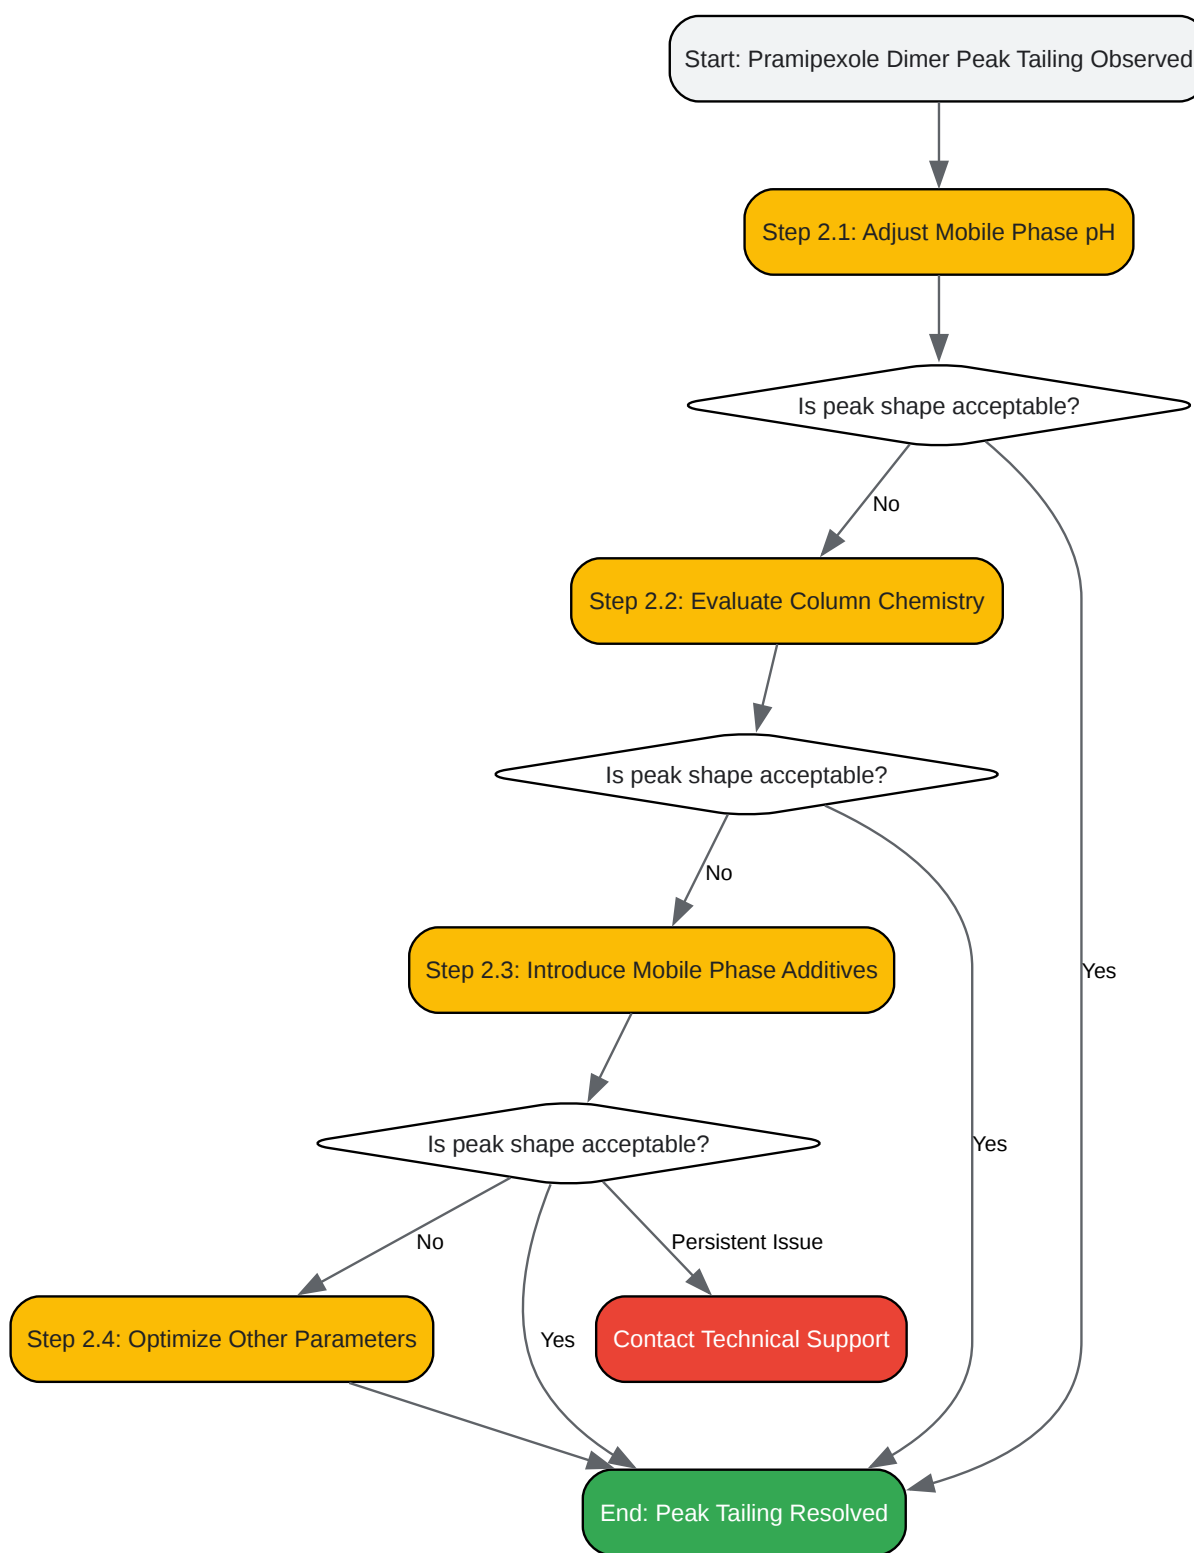 Start: Pramipexole Dimer Peak Tailing Observed
Step 2.1: Adjust Mobile Phase pH
Is peak shape acceptable?
No
Step 2.2: Evaluate Column Chemistry
Is peak shape acceptable?
No
Step 2.3: Introduce Mobile Phase Additives
Yes
Is peak shape acceptable?
Yes
No
Persistent Issue
Step 2.4: Optimize Other Parameters
Yes
Contact Technical Support
End: Peak Tailing Resolved